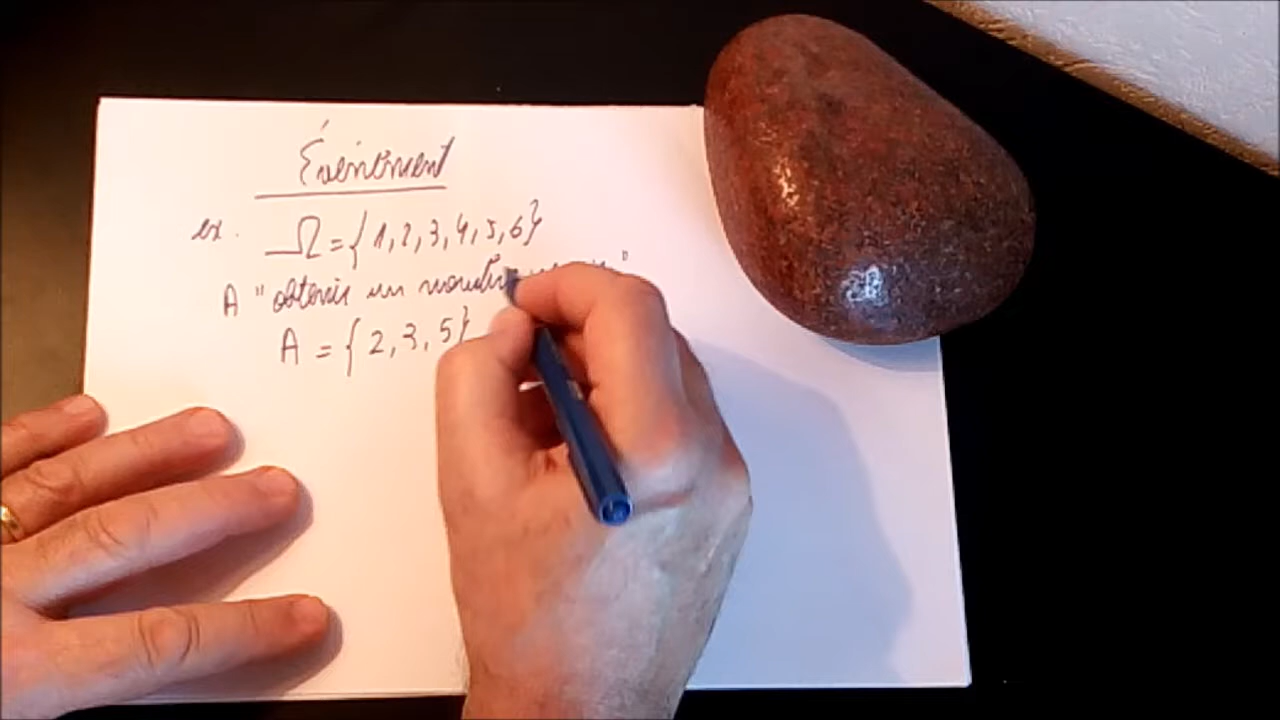 Événement
ex. Ω = {1, 2, 3, 4, 5, 6}
A " obtenir un "
A = {2, 3, 5}